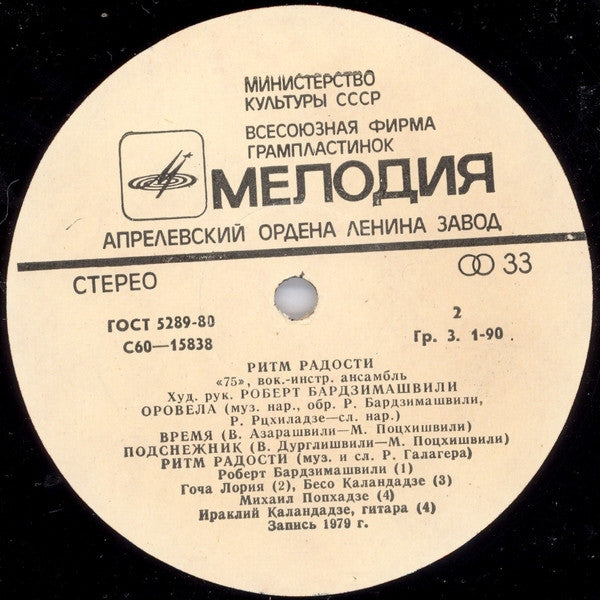 МИНИСТЕРСТВО
КУЛЬТУРЫ СССР
ВСЕСОЮЗНАЯ ФИРМА
ГРАМПЛАСТИНОК
МЕЛОДИЯ
АПРЕЛЕВСКИЙ ОРДЕНА ЛЕНИНА ЗАВОД
СТЕРЕО
33
ГОСТ 5289-80
2
С60—15838
Гр. 3. 1-90
РИТМ РАДОСТИ
«75», вок.-инстр. ансамбль
Худ. рук. РОБЕРТ БАРДЗИМАШВИЛИ
ОРОВЕЛА (муз. нар., обр. Р. Бардзимашвили,
Р. Рцхиладзе—сл. нар.)
ВРЕМЯ (В. Азарашвили—М. Поцхишвили)
ПОДСНЕЖНИК (В. Дурглишвили—М. Поцхишвили)
РИТМ РАДОСТИ (муз. и сл. Р. Галагера)
Роберт Бардзимашвили (1)
Гоча Лория (2), Бесо Каландадзе (3)
Михаил Попхадзе (4)
Ираклий Каландадзе, гитара (4)
Запись 1979 г.